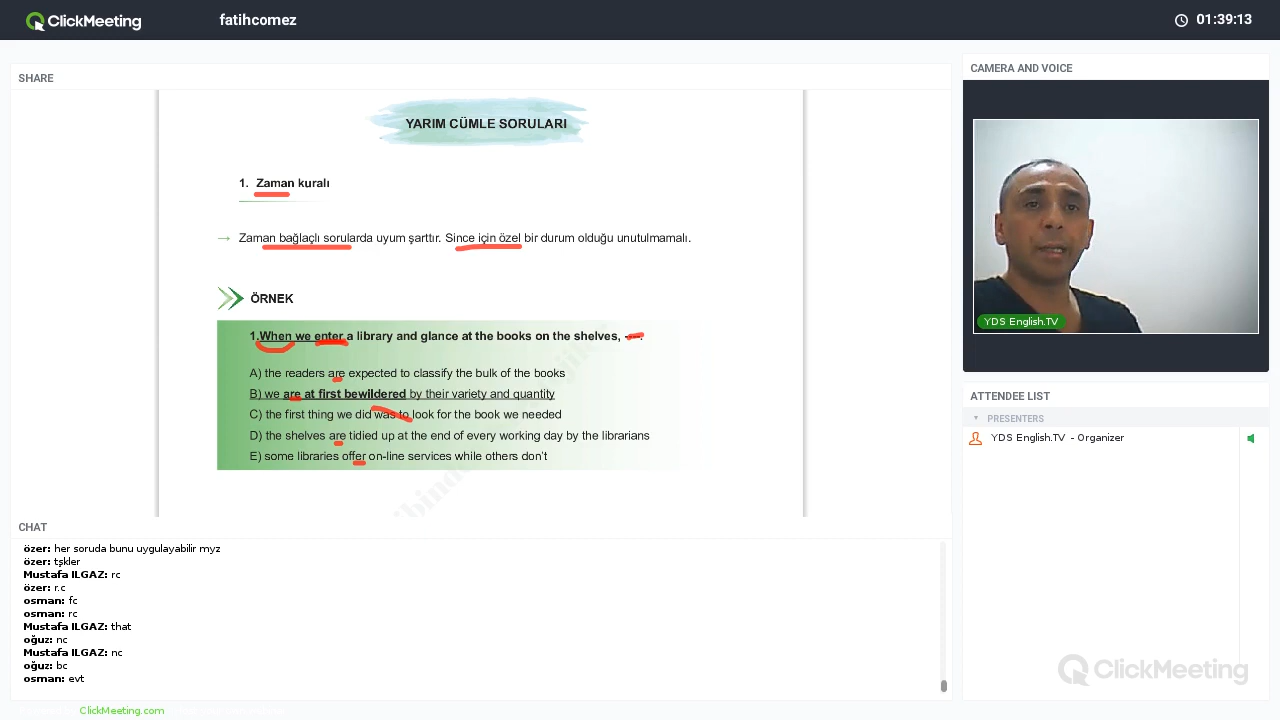 ClickMeeting
fatihcomez
01:39:13
SHARE
YARIM CÜMLE SORULARI
1. Zaman kuralı
→ Zaman bağlaçlı sorularda uyum şarttır. Since için özel bir durum olduğu unutulmamalı.
ÖRNEK
1.When we enter a library and glance at the books on the shelves, ----.
A) the readers are expected to classify the bulk of the books
B) we are at first bewildered by their variety and quantity
C) the first thing we did was to look for the book we needed
D) the shelves are tidied up at the end of every working day by the librarians
E) some libraries offer on-line services while others don't
CHAT
özer: her soruda bunu uygulayabilir myz
özer: tşkler
Mustafa ILGAZ: rc
özer: r.c
osman: fc
osman: rc
Mustafa ILGAZ: that
oğuz: nc
Mustafa ILGAZ: nc
oğuz: bc
osman: evt
ClickMeeting.com
CAMERA AND VOICE
YDS English.TV
ATTENDEE LIST
PRESENTERS
YDS English.TV - Organizer
ClickMeeting